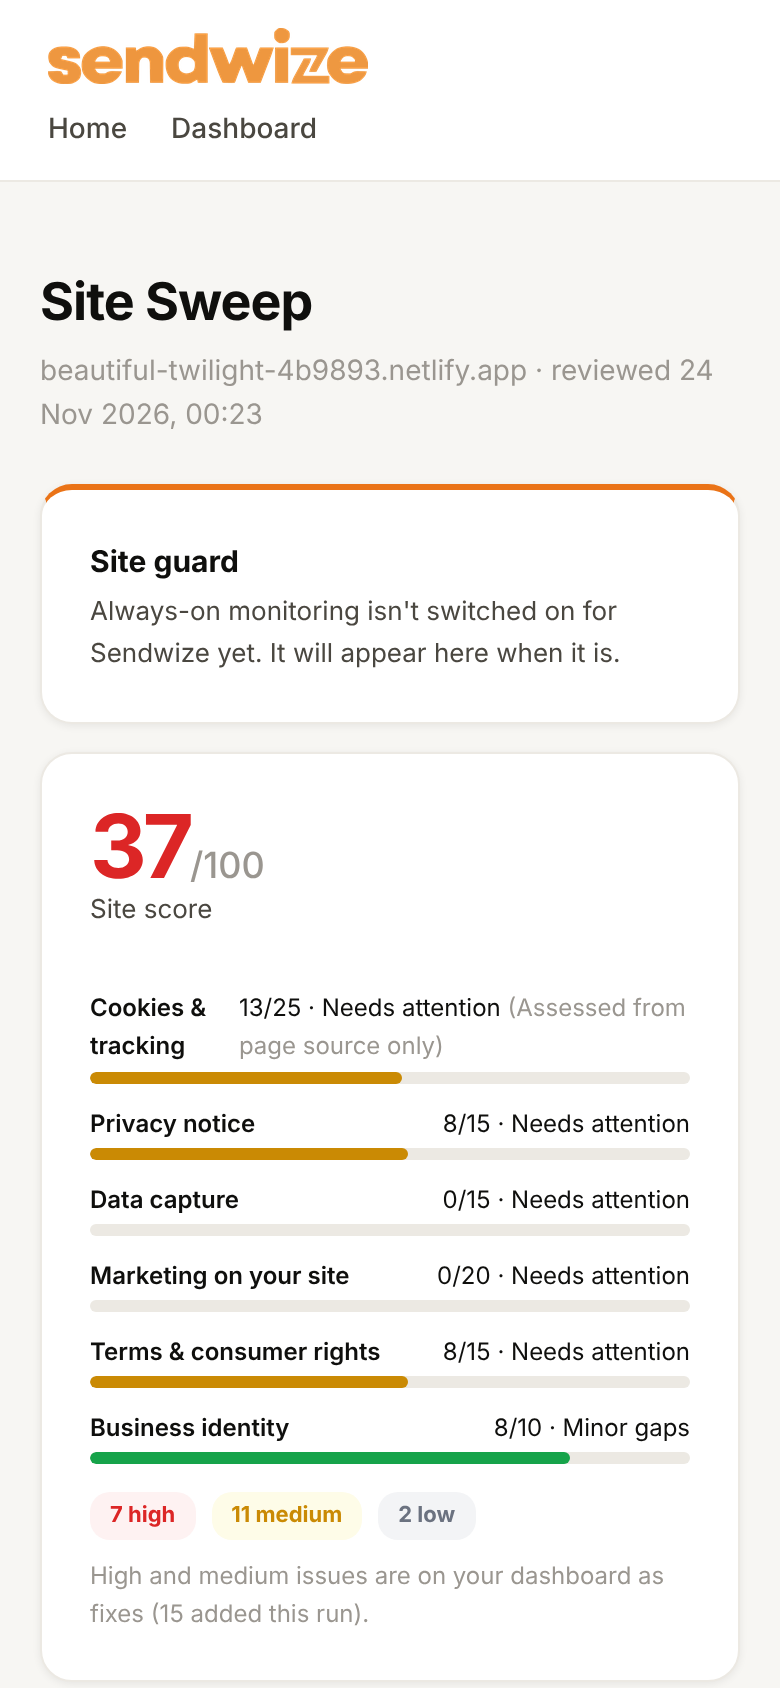 sendwize
Home Dashboard
Site Sweep
beautiful-twilight-4b9893.netlify.app · reviewed 24
Nov 2026, 00:23
Site guard
Always-on monitoring isn't switched on for
Sendwize yet. It will appear here when it is.
37/100
Site score
Cookies & 13/25 · Needs attention (Assessed from
tracking page source only)
Privacy notice 8/15 · Needs attention
Data capture 0/15 · Needs attention
Marketing on your site 0/20 · Needs attention
Terms & consumer rights 8/15 · Needs attention
Business identity 8/10 · Minor gaps
7 high 11 medium 2 low
High and medium issues are on your dashboard as
fixes (15 added this run).